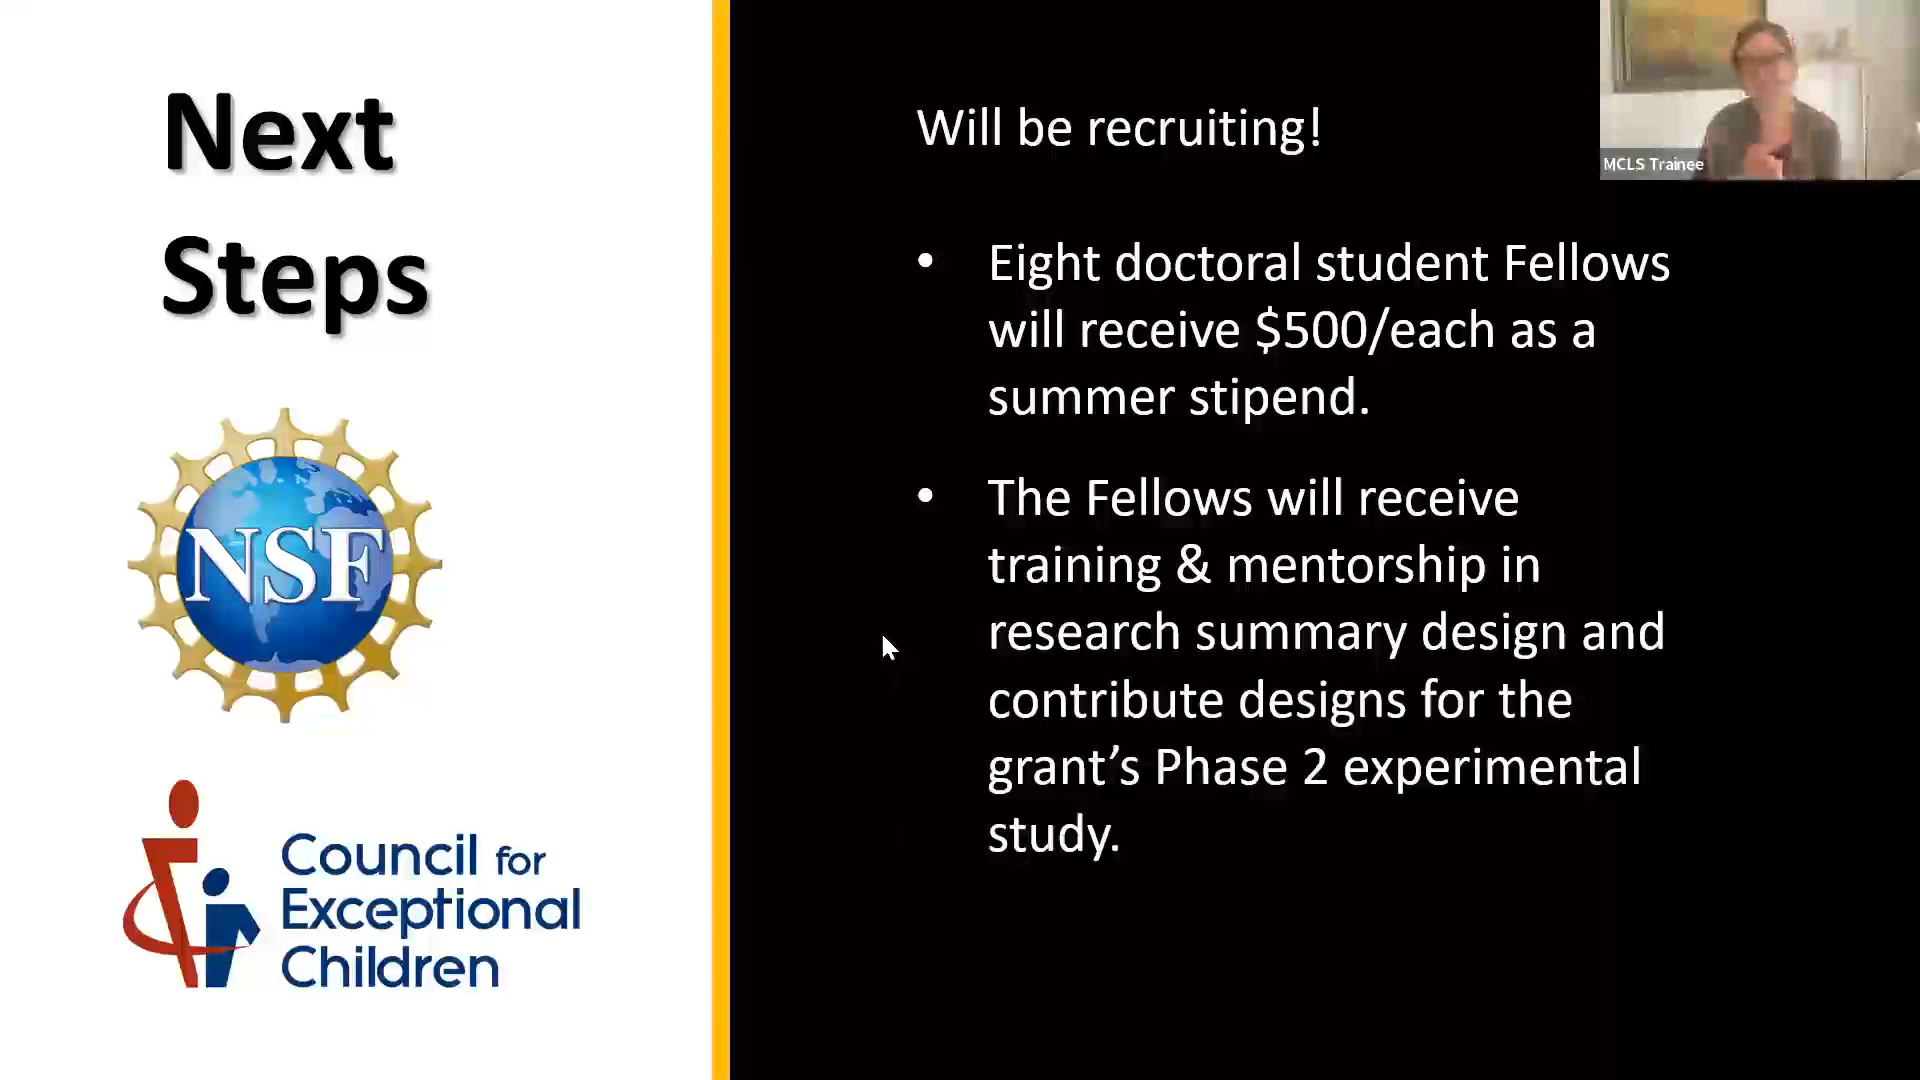 Next
Steps
NSF
Council for
Exceptional
Children
Will be recruiting!
• Eight doctoral student Fellows
will receive $500/each as a
summer stipend.
• The Fellows will receive
training & mentorship in
research summary design and
contribute designs for the
grant’s Phase 2 experimental
study.
MCLS Trainee